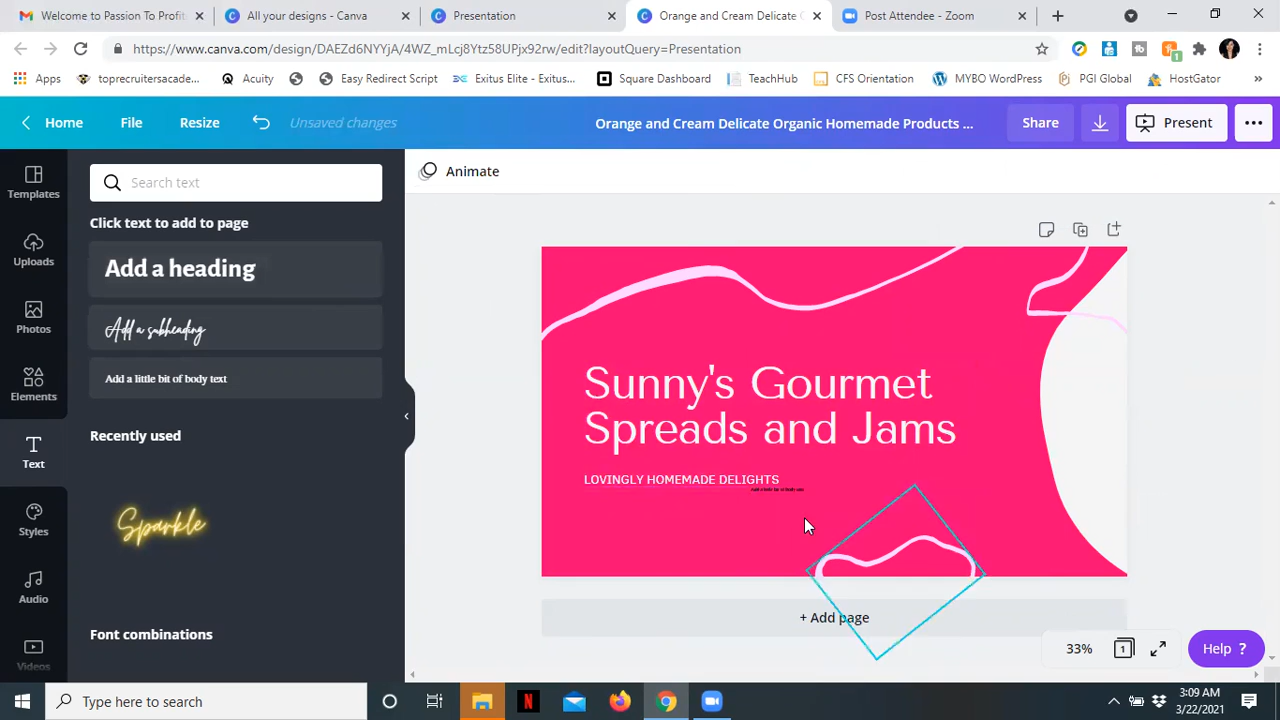 Welcome to Passion To Profit
All your designs - Canva
Presentation
Orange and Cream Delicate O
Post Attendee - Zoom
https://www.canva.com/design/DAEZd6NYYjA/4WZ_mLcj8Ytz58UPjx92rw/edit?layoutQuery=Presentation
Apps
toprecruitersacade...
Acuity
Easy Redirect Script
Exitus Elite - Exitus...
Square Dashboard
TeachHub
CFS Orientation
MYBO WordPress
PGI Global
HostGator
»
Home
File
Resize
Unsaved changes
Orange and Cream Delicate Organic Homemade Products ...
Share
Present
Templates
Uploads
Photos
Elements
Text
Styles
Audio
Videos
Search text
Click text to add to page
Add a heading
Add a subheading
Add a little bit of body text
Recently used
Sparkle
Font combinations
Animate
Sunny's Gourmet
Spreads and Jams
LOVINGLY HOMEMADE DELIGHTS
Add a little bit of body text
+ Add page
33%
1
Help ?
Type here to search
3:09 AM
3/22/2021